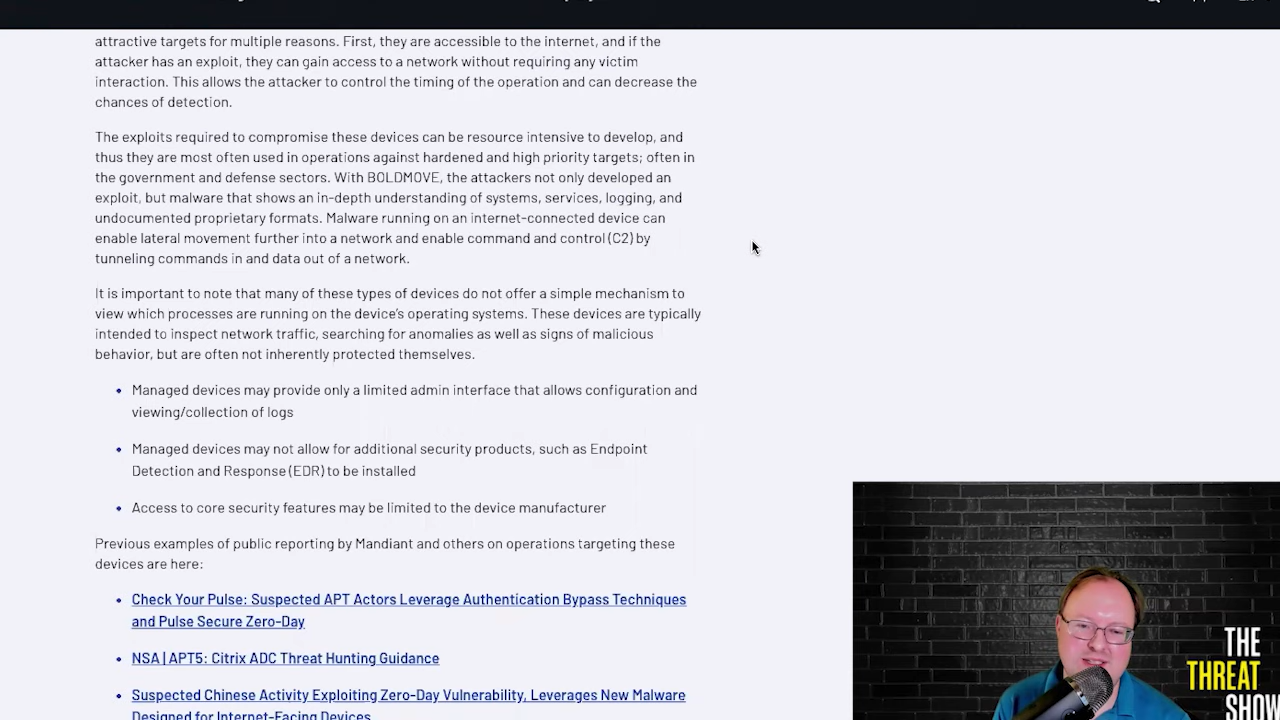 attractive targets for multiple reasons. First, they are accessible to the internet, and if the
attacker has an exploit, they can gain access to a network without requiring any victim
interaction. This allows the attacker to control the timing of the operation and can decrease the
chances of detection.
The exploits required to compromise these devices can be resource intensive to develop, and
thus they are most often used in operations against hardened and high priority targets; often in
the government and defense sectors. With BOLDMOVE, the attackers not only developed an
exploit, but malware that shows an in-depth understanding of systems, services, logging, and
undocumented proprietary formats. Malware running on an internet-connected device can
enable lateral movement further into a network and enable command and control (C2) by
tunneling commands in and data out of a network.
It is important to note that many of these types of devices do not offer a simple mechanism to
view which processes are running on the device's operating systems. These devices are typically
intended to inspect network traffic, searching for anomalies as well as signs of malicious
behavior, but are often not inherently protected themselves.
• Managed devices may provide only a limited admin interface that allows configuration and
viewing/collection of logs
• Managed devices may not allow for additional security products, such as Endpoint
Detection and Response (EDR) to be installed
• Access to core security features may be limited to the device manufacturer
Previous examples of public reporting by Mandiant and others on operations targeting these
devices are here:
• Check Your Pulse: Suspected APT Actors Leverage Authentication Bypass Techniques
and Pulse Secure Zero-Day
• NSA | APT5: Citrix ADC Threat Hunting Guidance
• Suspected Chinese Activity Exploiting Zero-Day Vulnerability, Leverages New Malware
Designed for Devices
THE
THREAT
SHOW